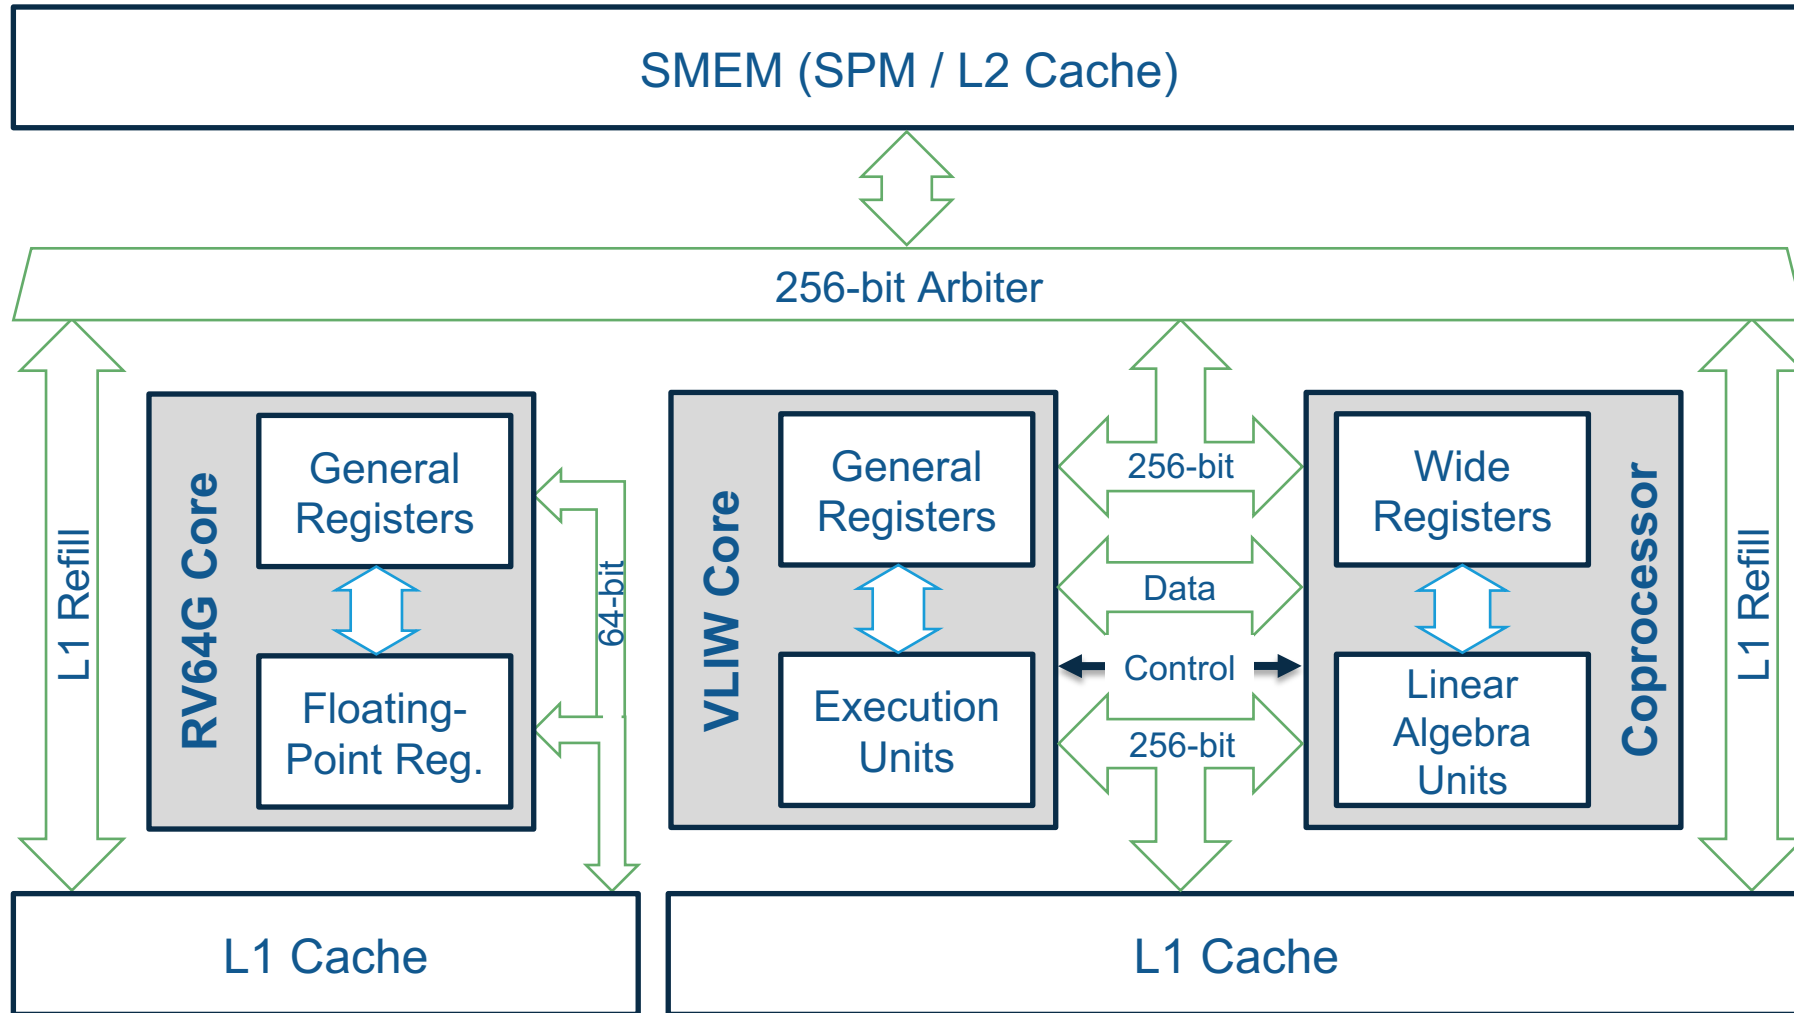 SMEM (SPM / L2 Cache)
256-bit Arbiter
L1 Refill
RV64G Core
General
Registers
Floating-
Point Reg.
64-bit
VLIW Core
General
Registers
Execution
Units
256-bit
Data
Control
256-bit
Wide
Registers
Linear
Algebra
Units
Coprocessor
L1 Refill
L1 Cache
L1 Cache